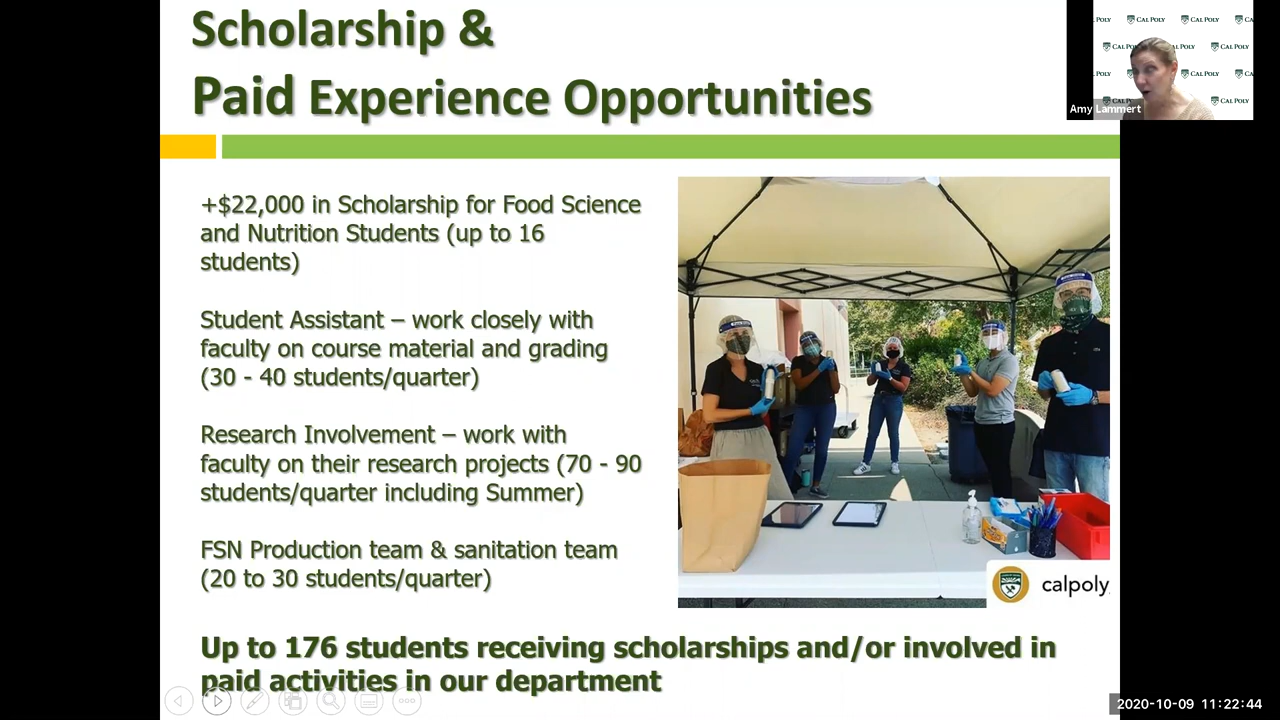 Scholarship &
Paid Experience Opportunities
CAL POLY
CAL POLY
Amy Lammert
+$22,000 in Scholarship for Food Science
and Nutrition Students (up to 16
students)
Student Assistant – work closely with
faculty on course material and grading
(30 - 40 students/quarter)
Research Involvement – work with
faculty on their research projects (70 - 90
students/quarter including Summer)
FSN Production team & sanitation team
(20 to 30 students/quarter)
calpoly
Up to 176 students receiving scholarships and/or involved in
paid activities in our department
2020-10-09 11:22:44